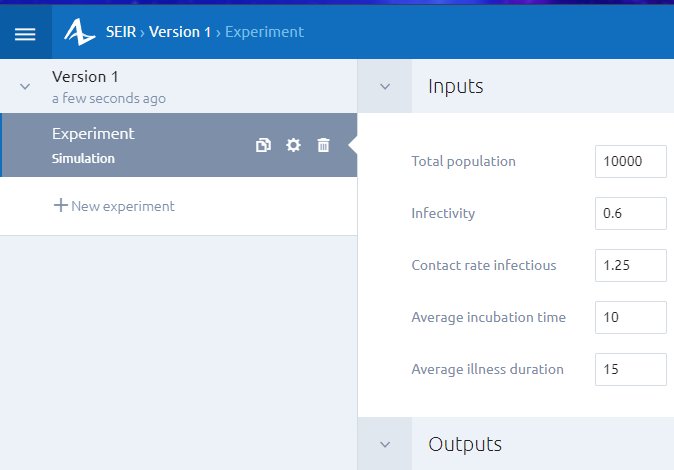 SEIR › Version 1 › Experiment
Version 1
a few seconds ago
Experiment
Simulation
New experiment
Inputs
Total population 10000
Infectivity 0.6
Contact rate infectious 1.25
Average incubation time 10
Average illness duration 15
Outputs